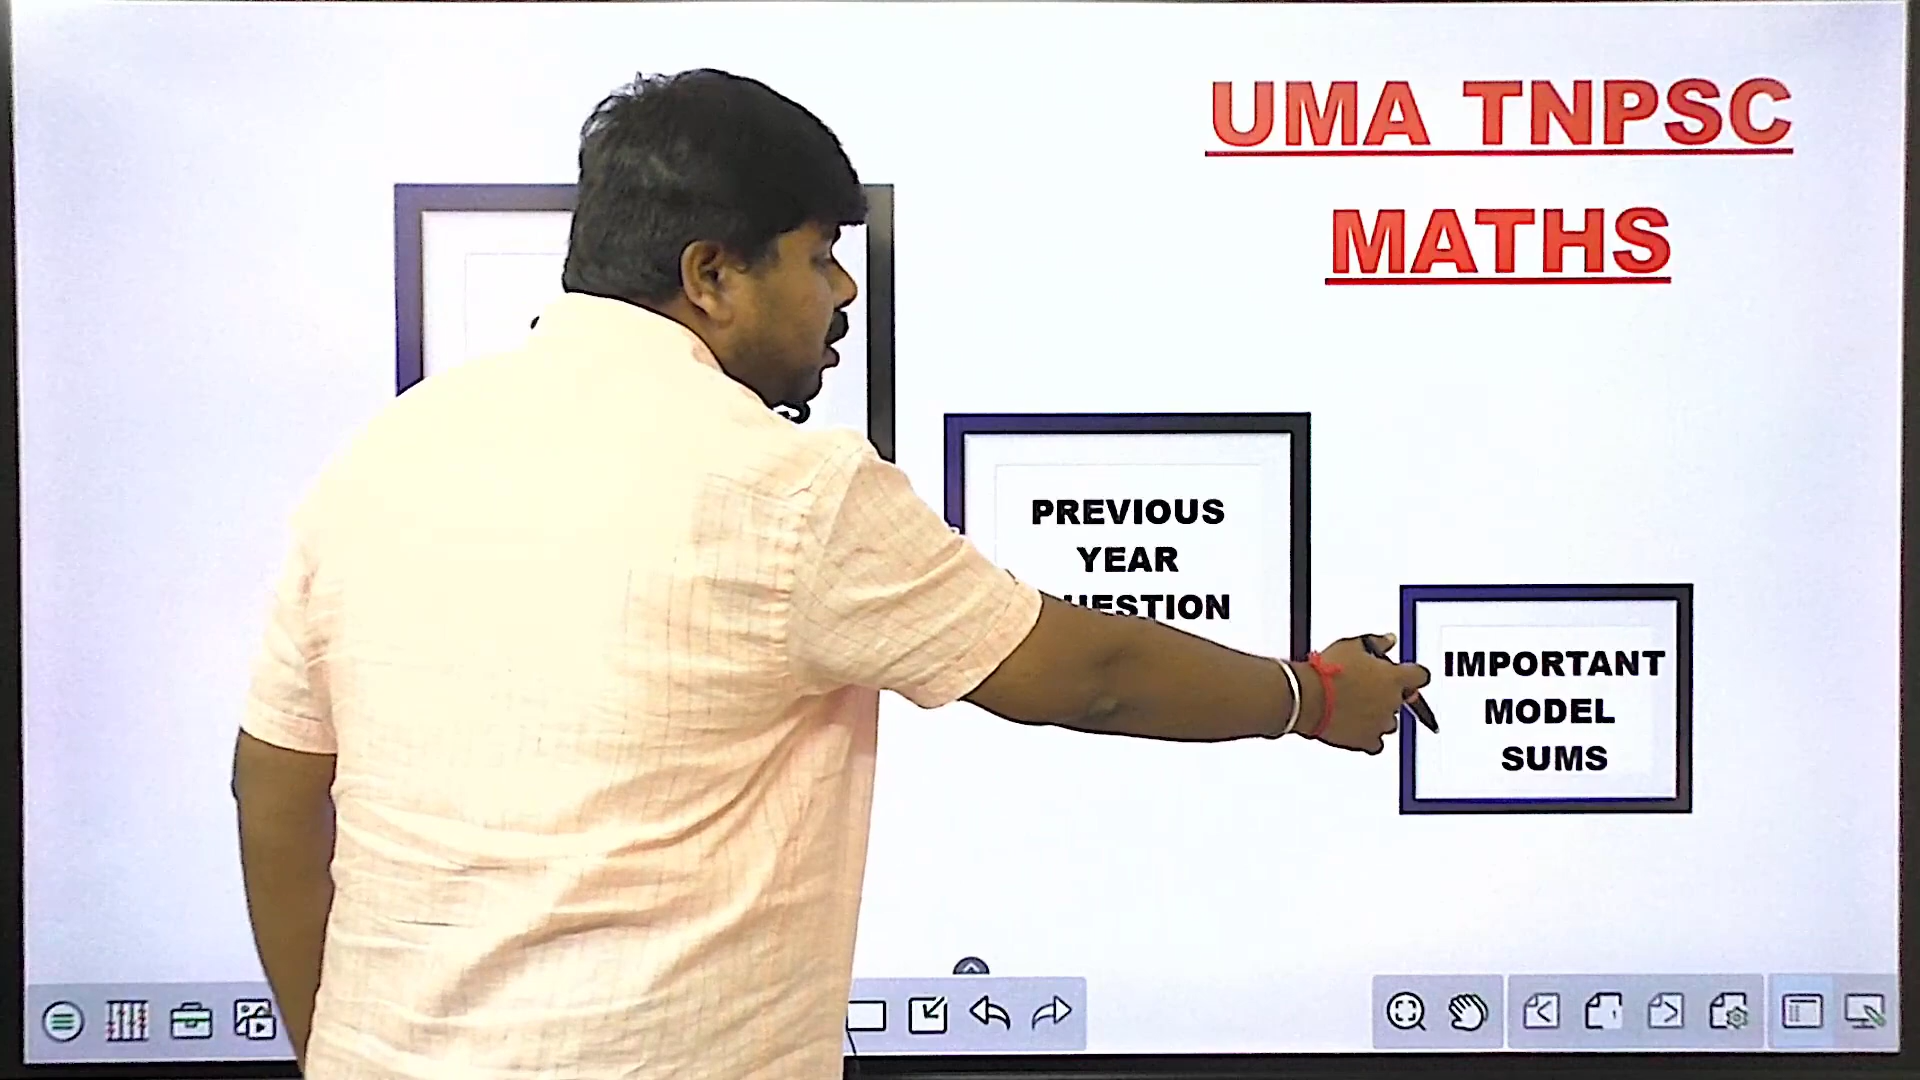 UMA TNPSC
MATHS
PREVIOUS
YEAR
IMPORTANT
MODEL
SUMS